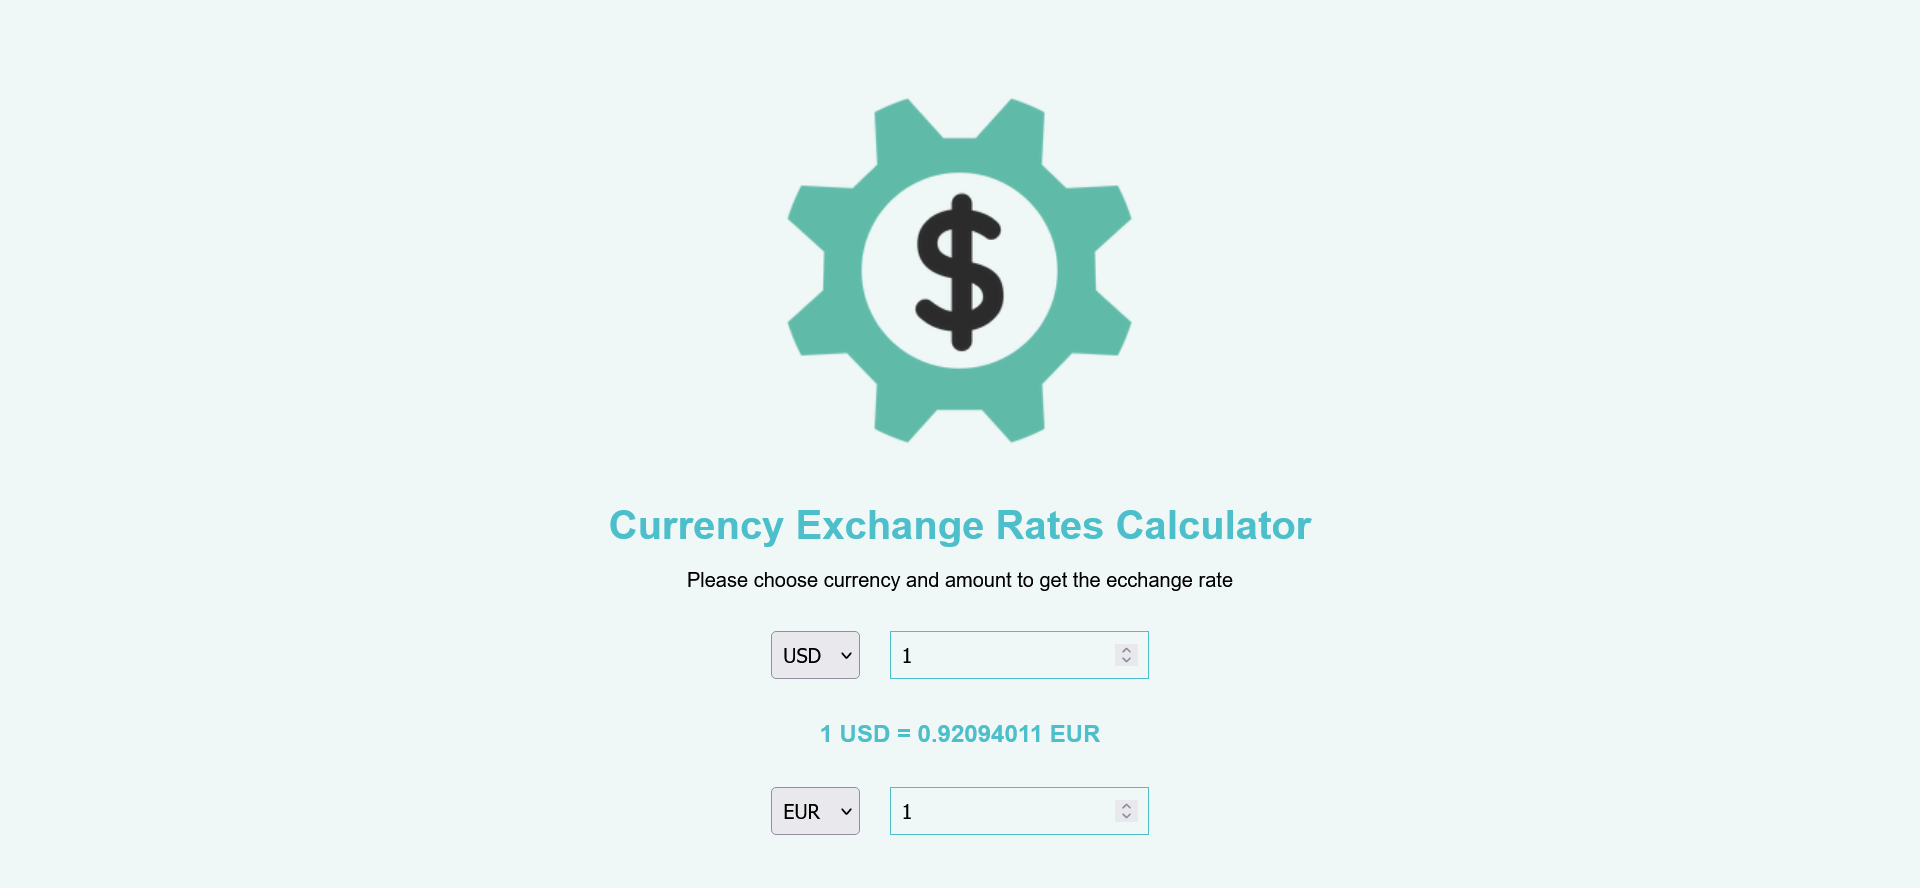 $
Currency Exchange Rates Calculator
Please choose currency and amount to get the ecchange rate
USD 1
1 USD = 0.92094011 EUR
EUR 1